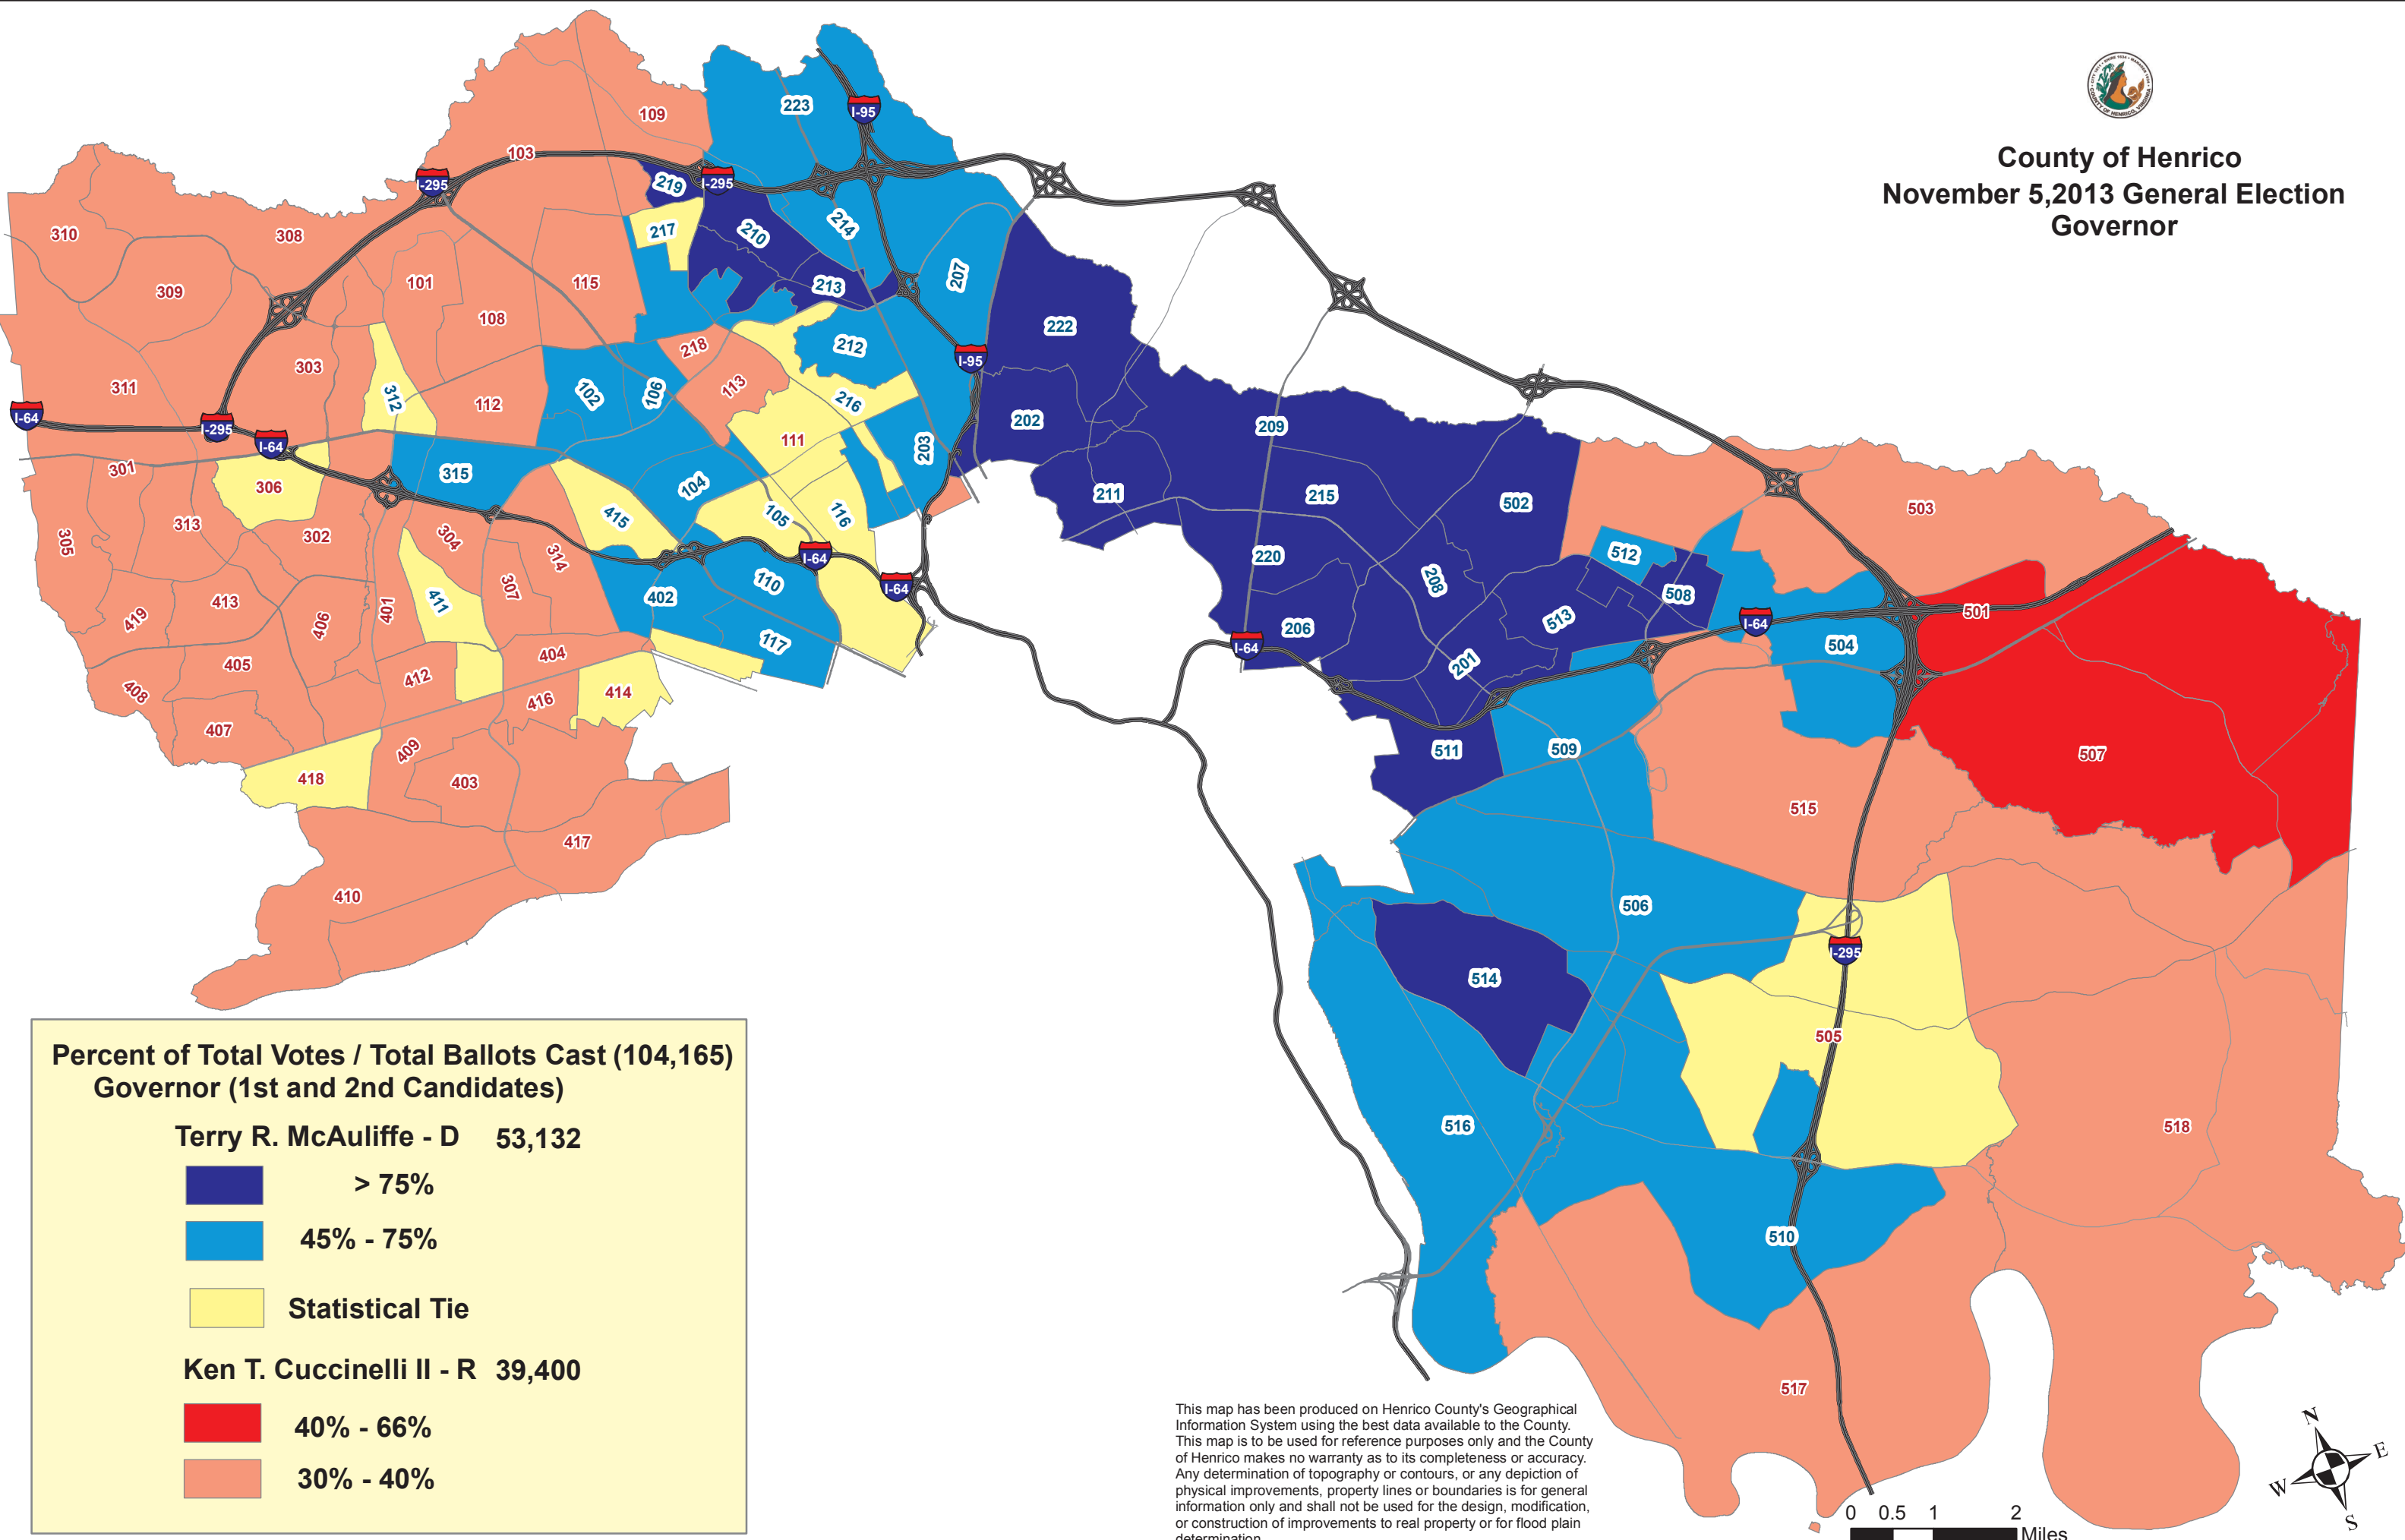 County of Henrico
November 5,2013 General Election
Governor
223
I-95
109
103
I-295
219
I-295
310
308
217
210
214
309
101
115
213
207
108
222
218
212
I-95
303
311
312
102
106
113
216
112
202
I-64
I-295
I-64
111
203
209
301
315
306
104
211
215
502
503
313
415
105
116
305
302
304
314
I-64
220
512
208
508
I-64
110
307
402
413
411
419
406
401
206
513
I-64
501
I-64
117
504
405
404
201
412
408
416
414
407
409
511
509
507
418
403
515
417
410
506
I-295
514
505
516
518
510
517
Percent of Total Votes / Total Ballots Cast (104,165)
Governor (1st and 2nd Candidates)
Terry R. McAuliffe - D 53,132
> 75%
45% - 75%
Statistical Tie
Ken T. Cuccinelli II - R 39,400
40% - 66%
30% - 40%
This map has been produced on Henrico County's Geographical
Information System using the best data available to the County.
This map is to be used for reference purposes only and the County
of Henrico makes no warranty as to its completeness or accuracy.
Any determination of topography or contours, or any depiction of
physical improvements, property lines or boundaries is for general
information only and shall not be used for the design, modification,
or construction of improvements to real property or for flood plain
determination.
N
E
W
S
0 0.5 1 2
Miles